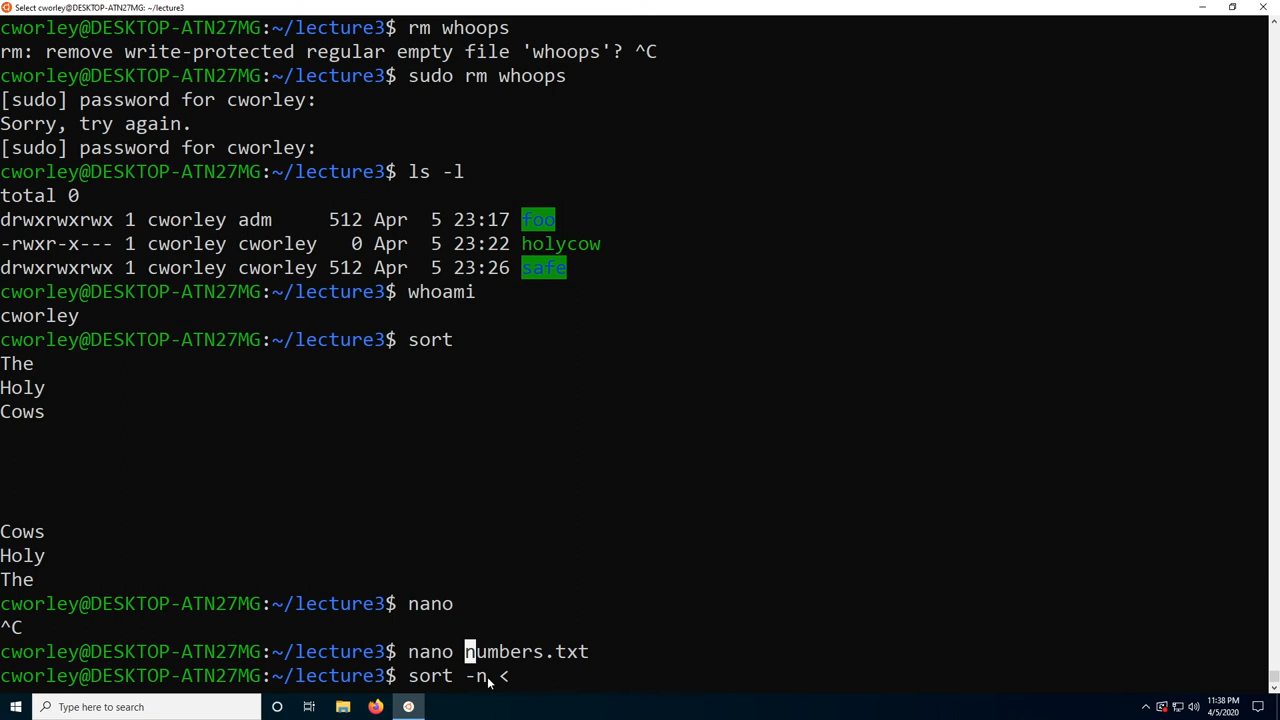 Select cworley@DESKTOP-ATN27MG: ~/lecture3
cworley@DESKTOP-ATN27MG:~/lecture3$ rm whoops
rm: remove write-protected regular empty file 'whoops'? ^C
cworley@DESKTOP-ATN27MG:~/lecture3$ sudo rm whoops
[sudo] password for cworley:
Sorry, try again.
[sudo] password for cworley:
cworley@DESKTOP-ATN27MG:~/lecture3$ ls -l
total 0
drwxrwxrwx 1 cworley adm     512 Apr  5 23:17 foo
-rwxr-x--- 1 cworley cworley   0 Apr  5 23:22 holycow
drwxrwxrwx 1 cworley cworley 512 Apr  5 23:26 safe
cworley@DESKTOP-ATN27MG:~/lecture3$ whoami
cworley
cworley@DESKTOP-ATN27MG:~/lecture3$ sort
The
Holy
Cows
Cows
Holy
The
cworley@DESKTOP-ATN27MG:~/lecture3$ nano
^C
cworley@DESKTOP-ATN27MG:~/lecture3$ nano numbers.txt
cworley@DESKTOP-ATN27MG:~/lecture3$ sort -n <
Type here to search
11:38 PM
4/5/2020